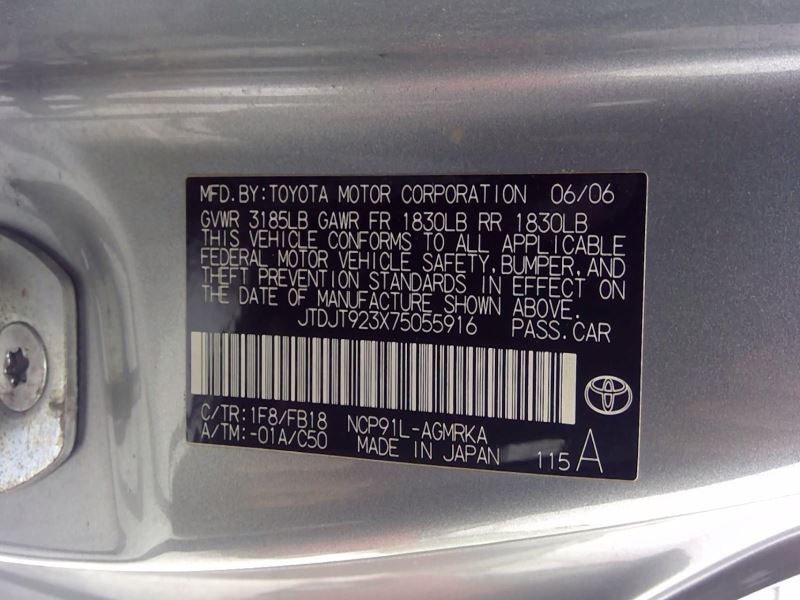 MFD.BY:TOYOTA MOTOR CORPORATION 06/06
GVWR 3185LB GAWR FR 1830LB RR 1830LB
THIS VEHICLE CONFORMS TO ALL APPLICABLE
FEDERAL MOTOR VEHICLE SAFETY,BUMPER,AND
THEFT PREVENTION STANDARDS IN EFFECT ON
THE DATE OF MANUFACTURE SHOWN ABOVE.
JTDJT923X75055916 PASS.CAR
C/TR:1F8/FB18 NCP91L-AGMRKA
A/TM:-01A/C50 MADE IN JAPAN 115 A